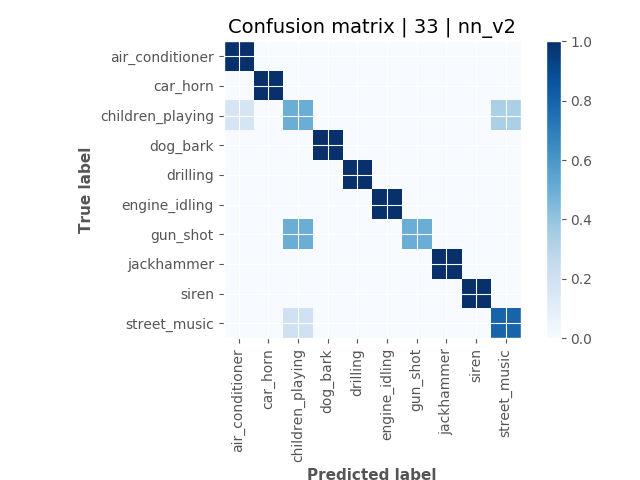 Confusion matrix | 33 | nn_v2
True label
air_conditioner
car_horn
children_playing
dog_bark
drilling
engine_idling
gun_shot
jackhammer
siren
street_music
air_conditioner
car_horn
children_playing
dog_bark
drilling
engine_idling
gun_shot
jackhammer
siren
street_music
Predicted label
1.0
0.8
0.6
0.4
0.2
0.0